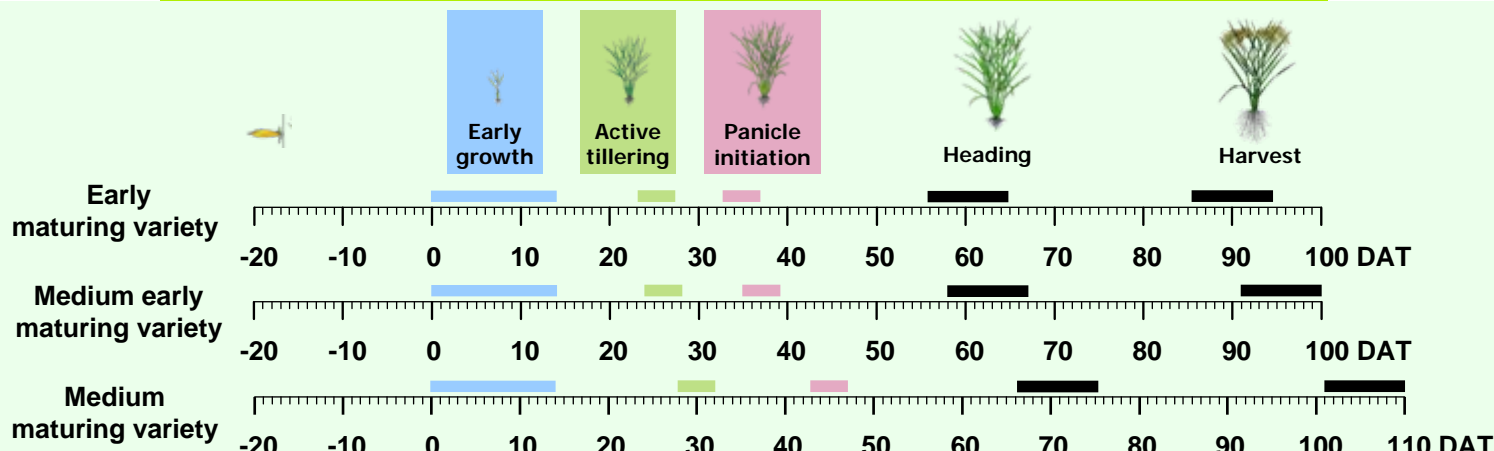 Early
growth
Active
tillering
Panicle
initiation
Heading
Harvest
Early
maturing variety
-20 -10 0 10 20 30 40 50 60 70 80 90 100 DAT
Medium early
maturing variety
-20 -10 0 10 20 30 40 50 60 70 80 90 100 DAT
Medium
maturing variety
-20 -10 0 10 20 30 40 50 60 70 80 90 100 110 DAT